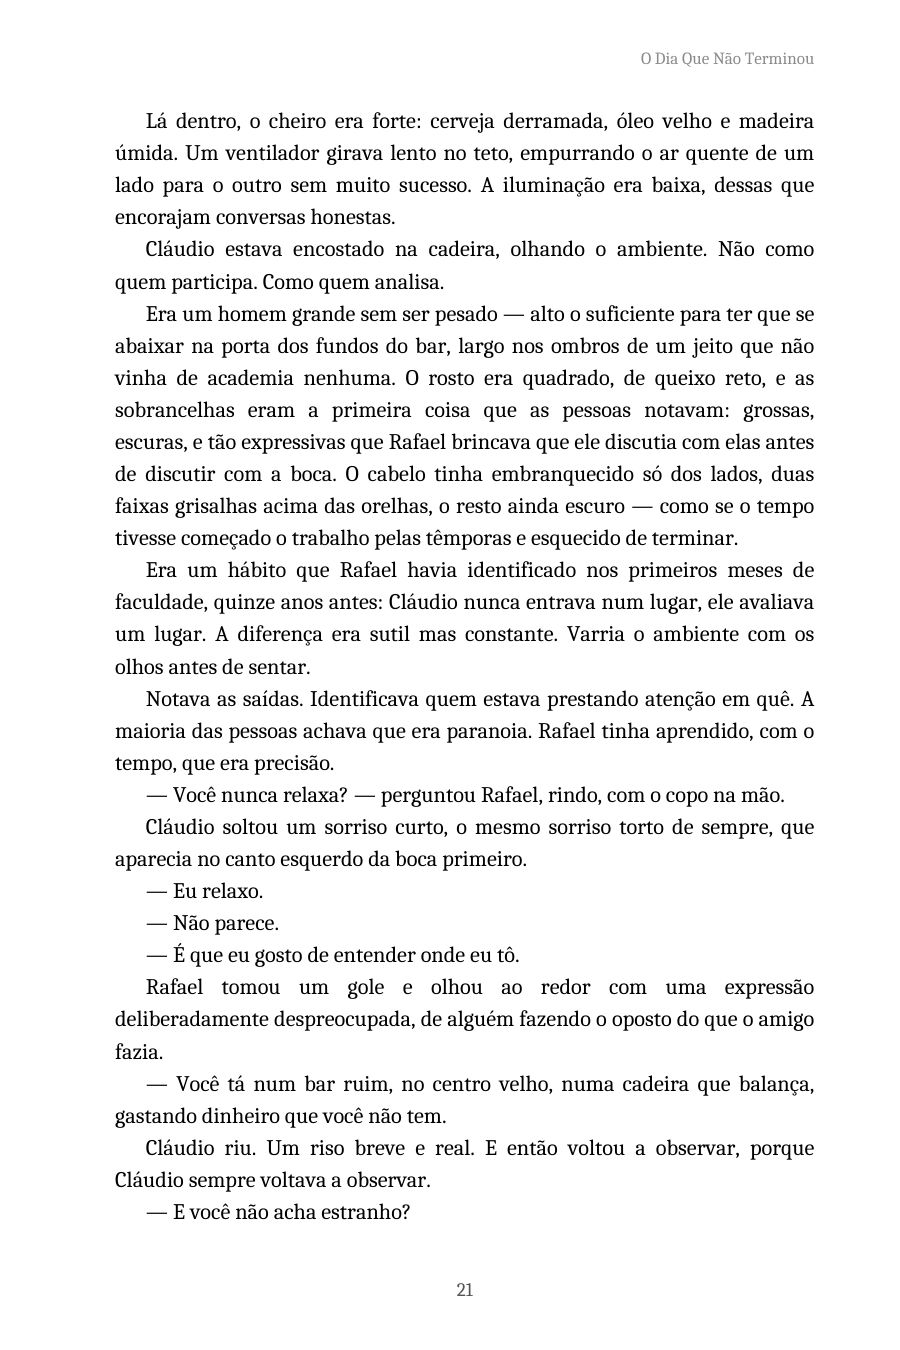 O Dia Que Não Terminou
Lá dentro, o cheiro era forte: cerveja derramada, óleo velho e madeira
úmida. Um ventilador girava lento no teto, empurrando o ar quente de um
lado para o outro sem muito sucesso. A iluminação era baixa, dessas que
encorajam conversas honestas.
Cláudio estava encostado na cadeira, olhando o ambiente. Não como
quem participa. Como quem analisa.
Era um homem grande sem ser pesado — alto o suficiente para ter que se
abaixar na porta dos fundos do bar, largo nos ombros de um jeito que não
vinha de academia nenhuma. O rosto era quadrado, de queixo reto, e as
sobrancelhas eram a primeira coisa que as pessoas notavam: grossas,
escuras, e tão expressivas que Rafael brincava que ele discutia com elas antes
de discutir com a boca. O cabelo tinha embranquecido só dos lados, duas
faixas grisalhas acima das orelhas, o resto ainda escuro — como se o tempo
tivesse começado o trabalho pelas têmporas e esquecido de terminar.
Era um hábito que Rafael havia identificado nos primeiros meses de
faculdade, quinze anos antes: Cláudio nunca entrava num lugar, ele avaliava
um lugar. A diferença era sutil mas constante. Varria o ambiente com os
olhos antes de sentar.
Notava as saídas. Identificava quem estava prestando atenção em quê. A
maioria das pessoas achava que era paranoia. Rafael tinha aprendido, com o
tempo, que era precisão.
— Você nunca relaxa? — perguntou Rafael, rindo, com o copo na mão.
Cláudio soltou um sorriso curto, o mesmo sorriso torto de sempre, que
aparecia no canto esquerdo da boca primeiro.
— Eu relaxo.
— Não parece.
— É que eu gosto de entender onde eu tô.
Rafael tomou um gole e olhou ao redor com uma expressão
deliberadamente despreocupada, de alguém fazendo o oposto do que o amigo
fazia.
— Você tá num bar ruim, no centro velho, numa cadeira que balança,
gastando dinheiro que você não tem.
Cláudio riu. Um riso breve e real. E então voltou a observar, porque
Cláudio sempre voltava a observar.
— E você não acha estranho?
21